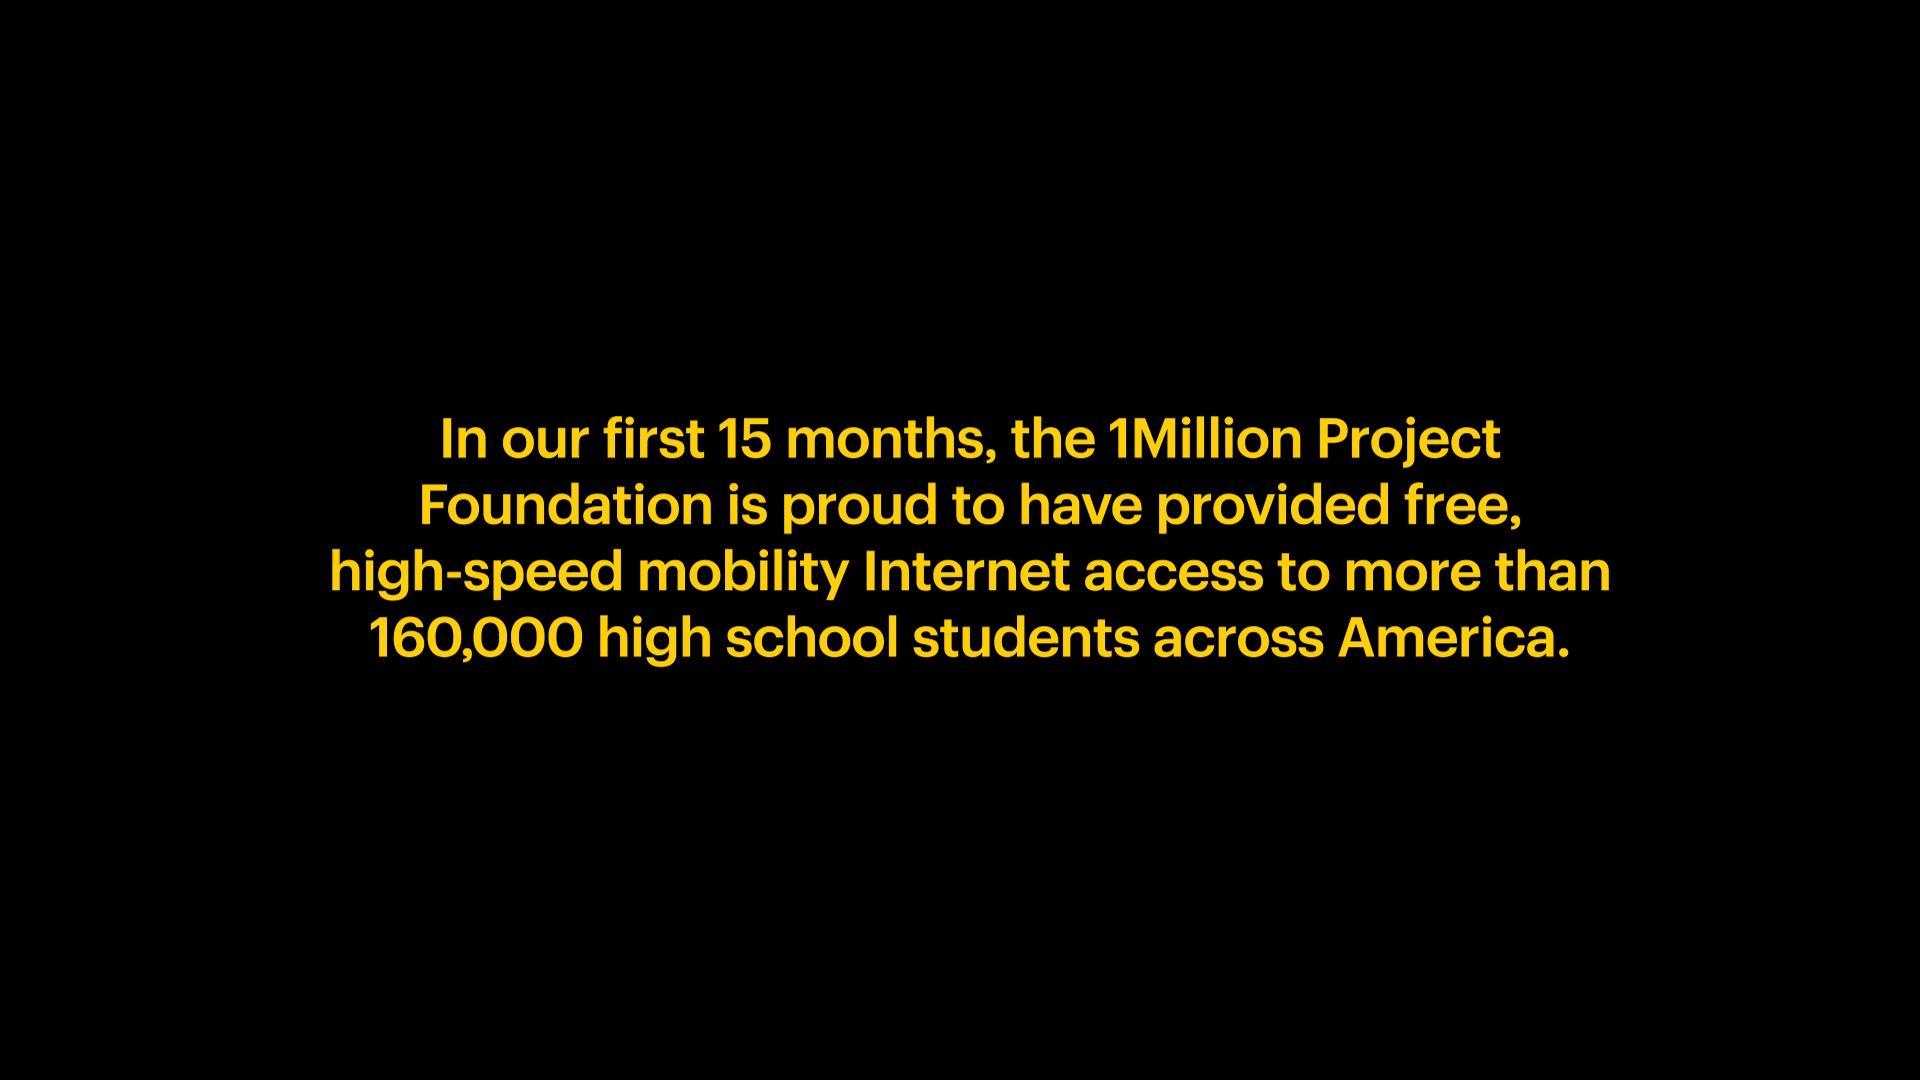 In our first 15 months, the 1Million Project
Foundation is proud to have provided free,
high-speed mobility Internet access to more than
160,000 high school students across America.